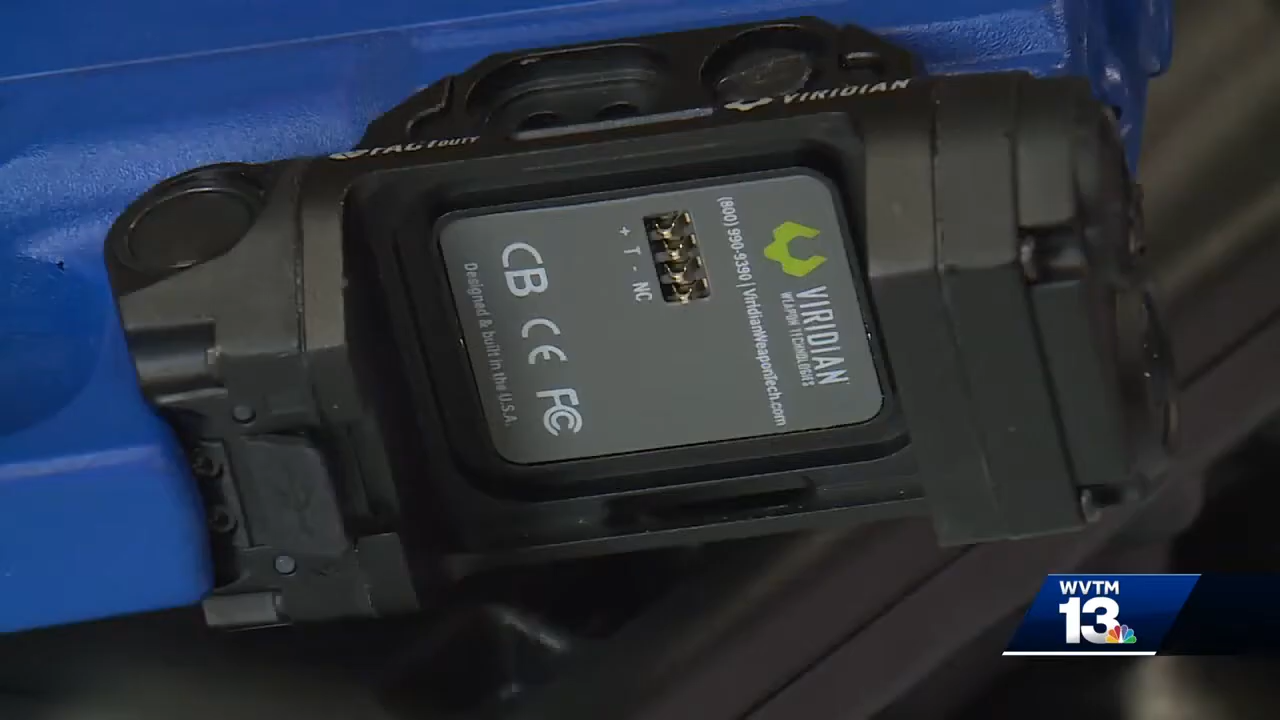 FACT DUTY
VIRIDIAN
VIRIDIAN
WEAPON TECHNOLOGIES
(800) 990-9390 | ViridianWeaponTech.com
+ T - NC
CB CE FC
Designed & built in the U.S.A.
WVTM
13